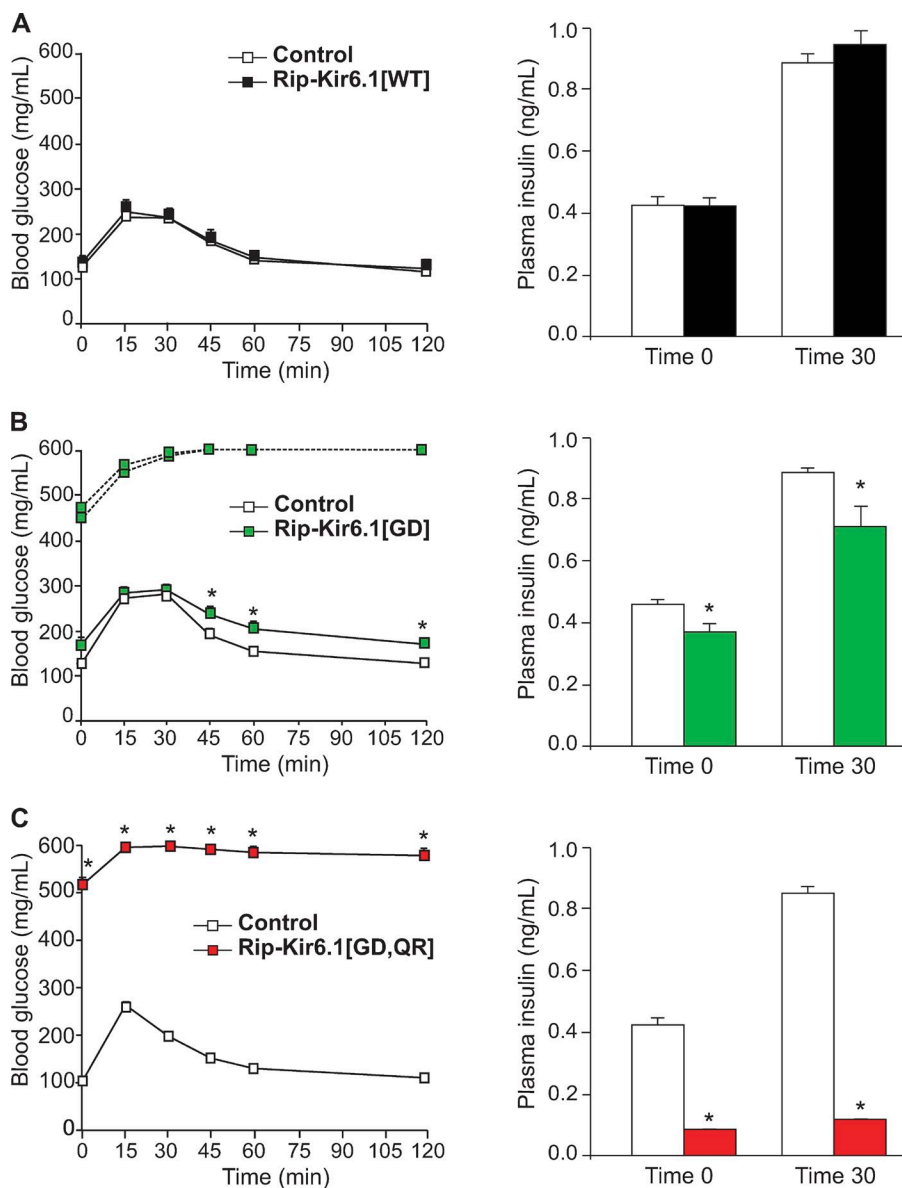 A
Blood glucose (mg/mL)
600
500
400
300
200
100
0
0 15 30 45 60 75 90 105 120
Time (min)
Control
Rip-Kir6.1[WT]
Plasma insulin (ng/mL)
1.0
0.8
0.6
0.4
0.2
0.0
Time 0 Time 30
B
Blood glucose (mg/mL)
600
500
400
300
200
100
0
0 15 30 45 60 75 90 105 120
Time (min)
Control
Rip-Kir6.1[GD]
* * *
Plasma insulin (ng/mL)
1.0
0.8
0.6
0.4
0.2
0.0
* *
Time 0 Time 30
C
Blood glucose (mg/mL)
600
500
400
300
200
100
0
0 15 30 45 60 75 90 105 120
Time (min)
* * * * * *
Control
Rip-Kir6.1[GD,QR]
Plasma insulin (ng/mL)
1.0
0.8
0.6
0.4
0.2
0.0
* *
Time 0 Time 30